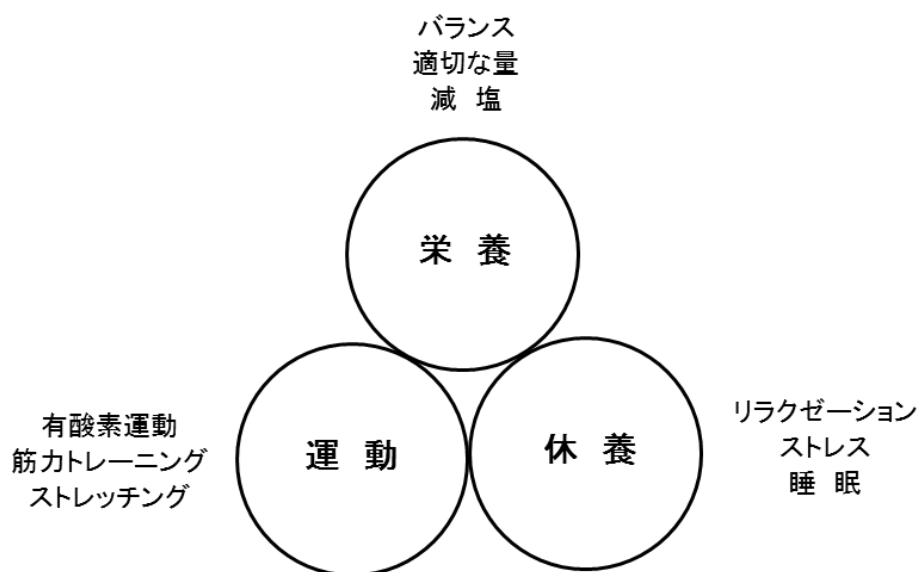 バランス
適切な量
減　塩
栄　養
有酸素運動
筋力トレーニング
ストレッチング
運　動
休　養
リラクゼーション
ストレス
睡　眠